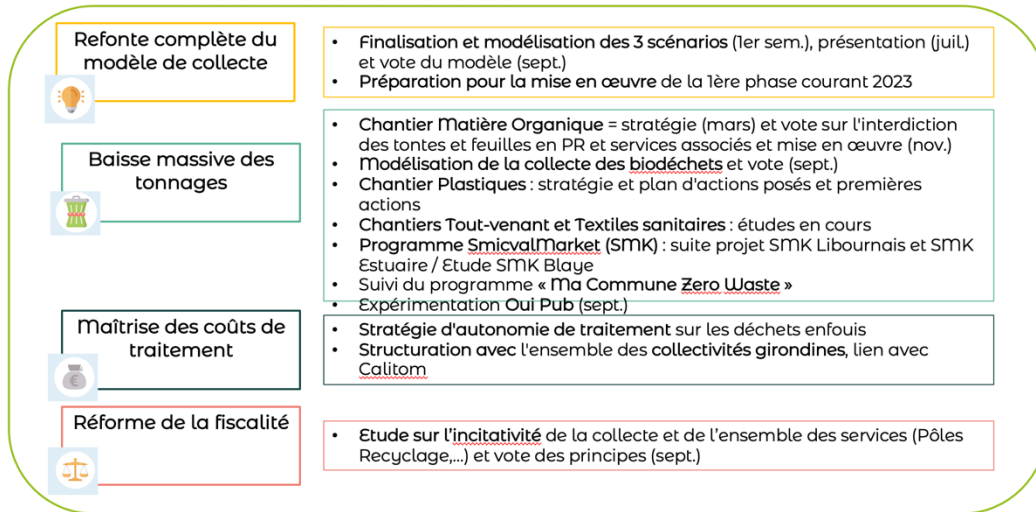 Refonte complète du
modèle de collecte
• Finalisation et modélisation des 3 scénarios (1er sem.), présentation (juil.)
et vote du modèle (sept.)
• Préparation pour la mise en œuvre de la 1ère phase courant 2023
Baisse massive des
tonnages
• Chantier Matière Organique = stratégie (mars) et vote sur l'interdiction
des tontes et feuilles en PR et services associés et mise en œuvre (nov.)
• Modélisation de la collecte des biodéchets et vote (sept.)
• Chantier Plastiques : stratégie et plan d'actions posés et premières
actions
• Chantiers Tout-venant et Textiles sanitaires : études en cours
• Programme SmicvalMarket (SMK) : suite projet SMK Libournais et SMK
Estuaire / Etude SMK Blaye
• Suivi du programme « Ma Commune Zero Waste »
• Expérimentation Oui Pub (sept.)
Maîtrise des coûts de
traitement
• Stratégie d'autonomie de traitement sur les déchets enfouis
• Structuration avec l'ensemble des collectivités girondines, lien avec
Calitom
Réforme de la fiscalité
• Etude sur l’incitativité de la collecte et de l’ensemble des services (Pôles
Recyclage,...) et vote des principes (sept.)